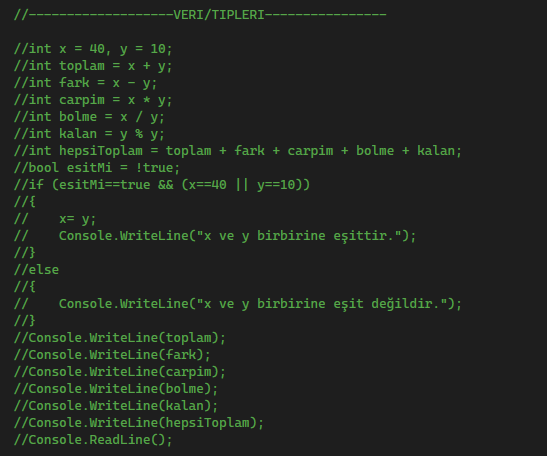 //-------------------VERI/TIPLERI----------------
//int x = 40, y = 10;
//int toplam = x + y;
//int fark = x - y;
//int carpim = x * y;
//int bolme = x / y;
//int kalan = y % y;
//int hepsiToplam = toplam + fark + carpim + bolme + kalan;
//bool esitMi = !true;
//if (esitMi==true && (x==40 || y==10))
//{
//    x= y;
//    Console.WriteLine("x ve y birbirine eşittir.");
//}
//else
//{
//    Console.WriteLine("x ve y birbirine eşit değildir.");
//}
//Console.WriteLine(toplam);
//Console.WriteLine(fark);
//Console.WriteLine(carpim);
//Console.WriteLine(bolme);
//Console.WriteLine(kalan);
//Console.WriteLine(hepsiToplam);
//Console.ReadLine();